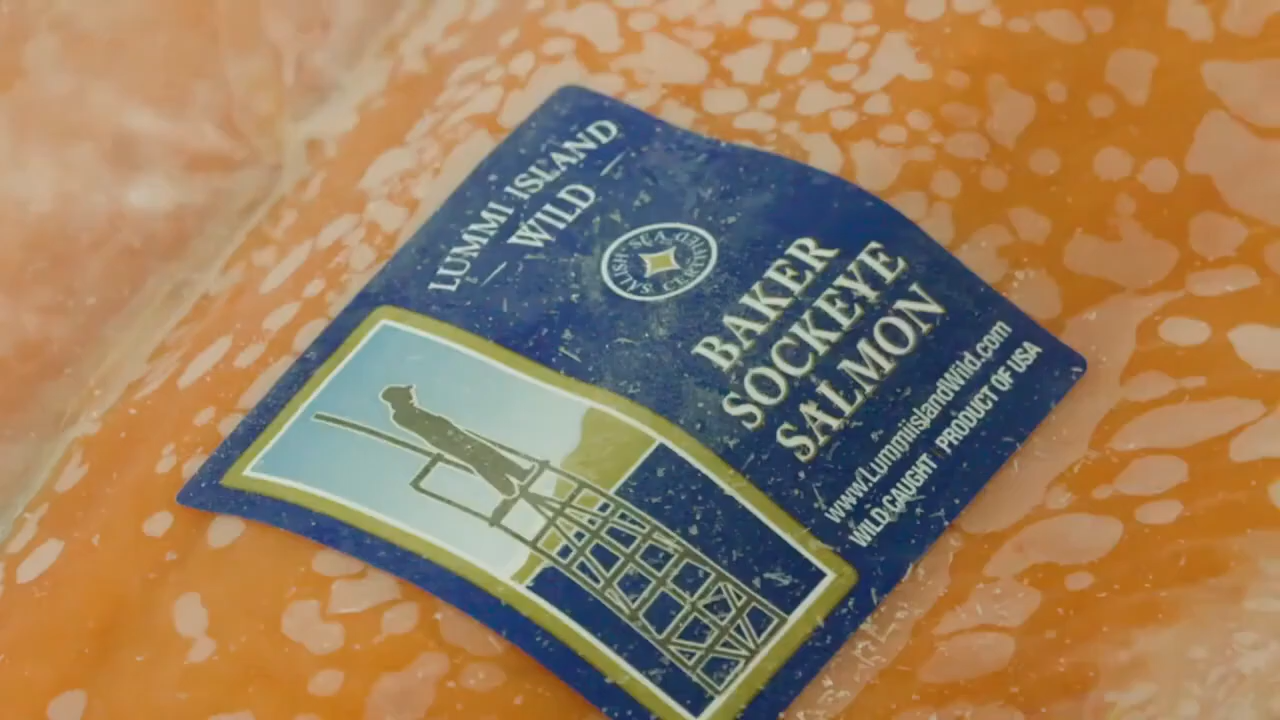 LUMMI ISLAND
WILD
SALISH SEA
CERTIFIED
BAKER
SOCKEYE
SALMON
www.LummiIslandWild.com
WILD CAUGHT PRODUCT OF USA